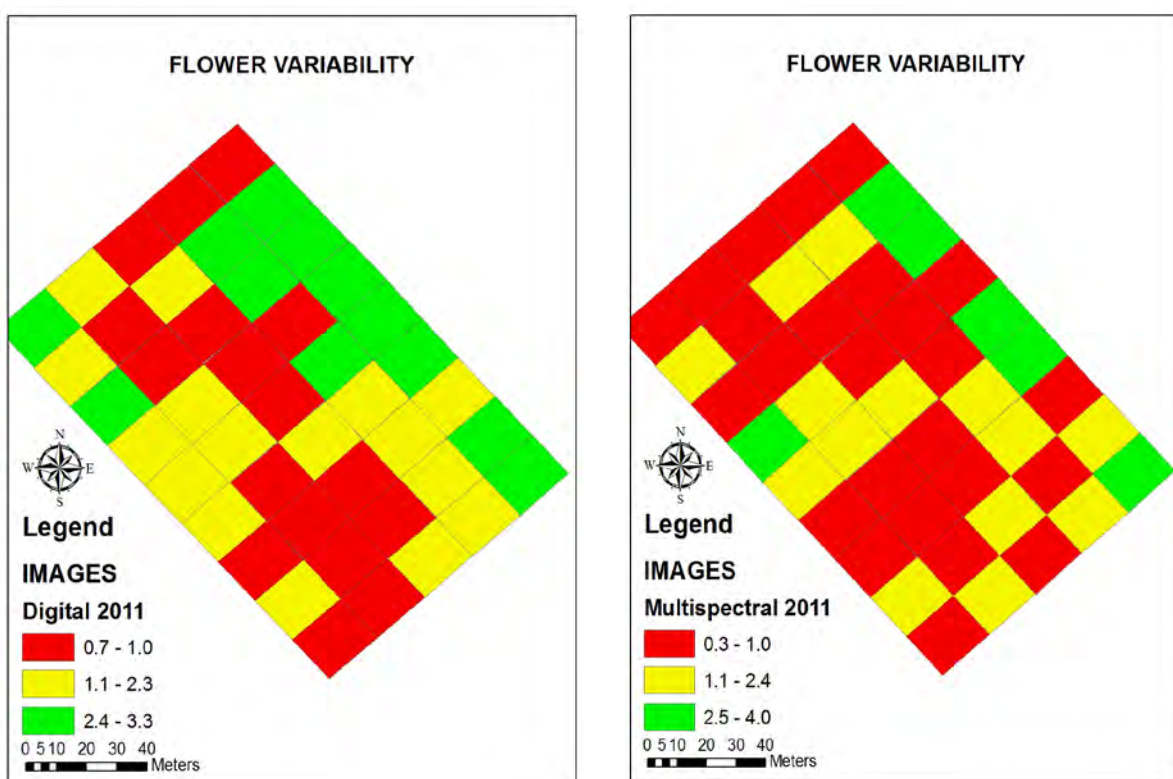 FLOWER VARIABILITY
N
W E
S
Legend
IMAGES
Digital 2011
0.7 - 1.0
1.1 - 2.3
2.4 - 3.3
0 5 10 20 30 40
Meters
FLOWER VARIABILITY
N
W E
S
Legend
IMAGES
Multispectral 2011
0.3 - 1.0
1.1 - 2.4
2.5 - 4.0
0 5 10 20 30 40
Meters